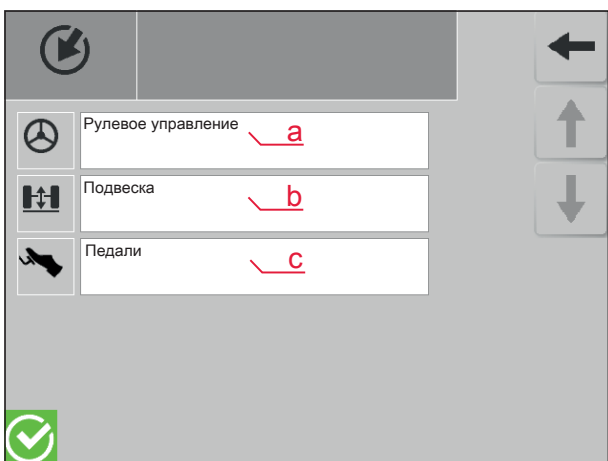 Рулевое управление
a
Подвеска
b
Педали
c